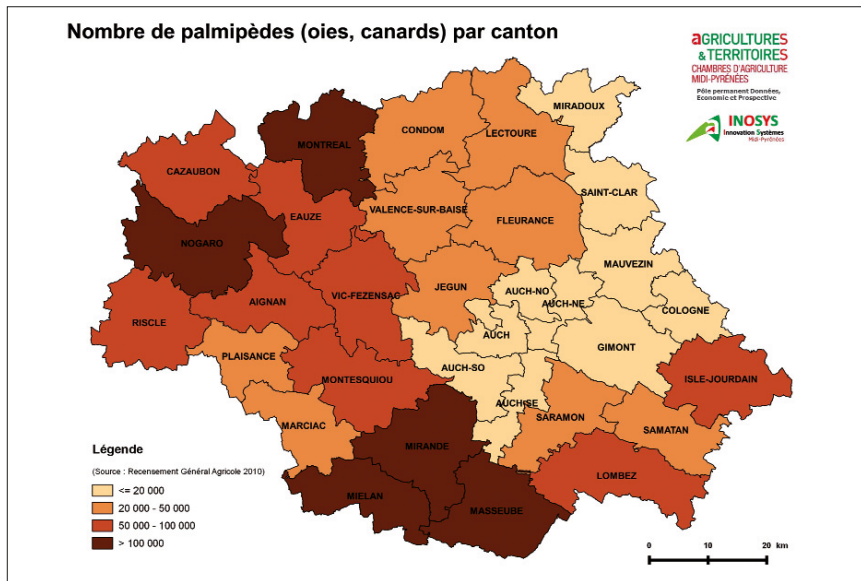 Nombre de palmipèdes (oies, canards) par canton
aGRICULTURES
& TERRITOIRES
CHAMBRES D'AGRICULTURE
MIDI-PYRÉNÉES
Pôle permanent Données,
Economie et Prospective
INOSYS
Innovation Systèmes
Midi-Pyrénées
MIRADOUX
CONDOM
LECTOURE
MONTREAL
CAZAUBON
SAINT-CLAR
VALENCE-SUR-BAISE
EAUZE
FLEURANCE
NOGARO
MAUVEZIN
JEGUN
AUCH-NO
VIC-FEZENSAC
AIGNAN
AUCH-NE
COLOGNE
RISCLE
AUCH
GIMONT
PLAISANCE
AUCH-SO
ISLE-JOURDAIN
MONTESQUIOU
AUCH-SE
SARAMON
MARCIAC
SAMATAN
MIRANDE
LOMBEZ
MIELAN
MASSEUBE
Légende
(Source : Recensement Général Agricole 2010)
<= 20 000
20 000 - 50 000
50 000 - 100 000
> 100 000
0 10 20 km